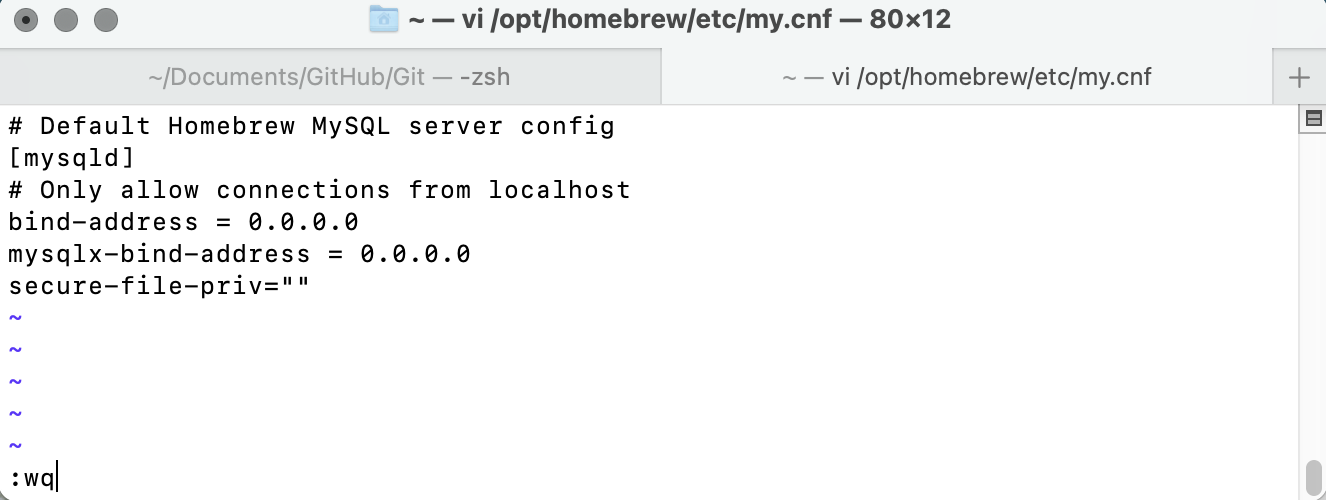 ~ — vi /opt/homebrew/etc/my.cnf — 80×12
~/Documents/GitHub/Git — -zsh
~ — vi /opt/homebrew/etc/my.cnf
+
# Default Homebrew MySQL server config
[mysqld]
# Only allow connections from localhost
bind-address = 0.0.0.0
mysqlx-bind-address = 0.0.0.0
secure-file-priv=""
~
~
~
~
~
:wq